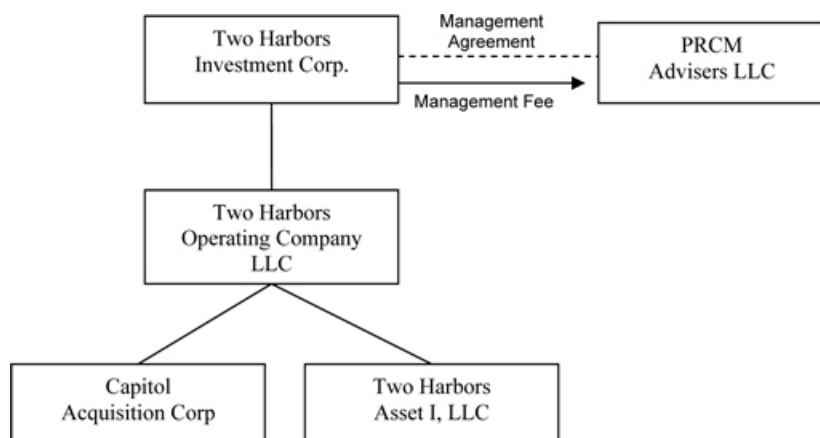 Two Harbors
Investment Corp.
Management
Agreement
Management Fee
PRCM
Advisers LLC
Two Harbors
Operating Company
LLC
Capitol
Acquisition Corp
Two Harbors
Asset I, LLC